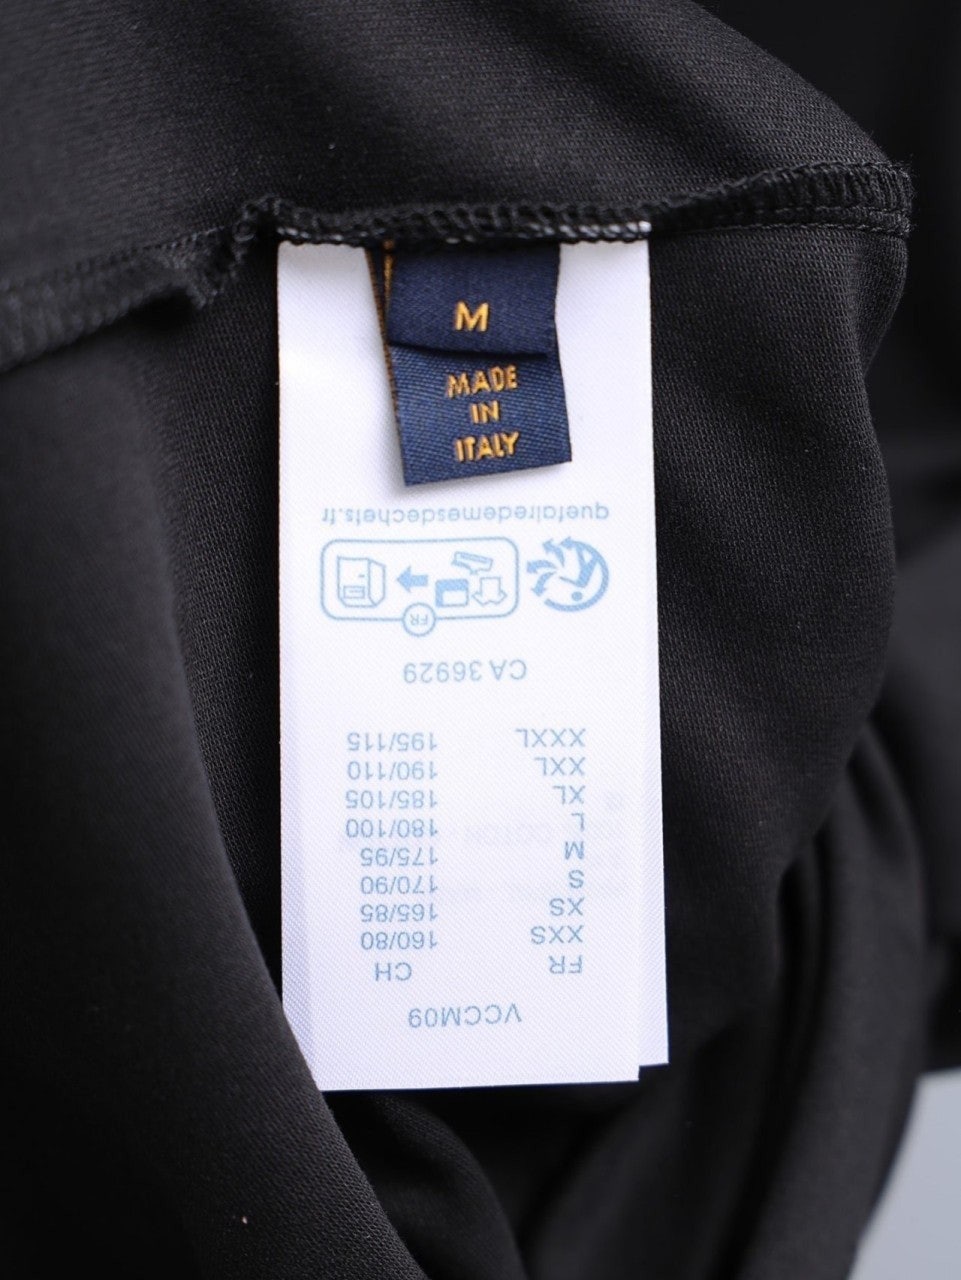 M
MADE
IN
ITALY
VCCM09
FR CH
XXS 160/80
XS 165/85
S 170/90
M 175/95
L 180/100
XL 185/105
XXL 190/110
XXXL 195/115
CA 36929
FR
quefairedemesdechets.fr